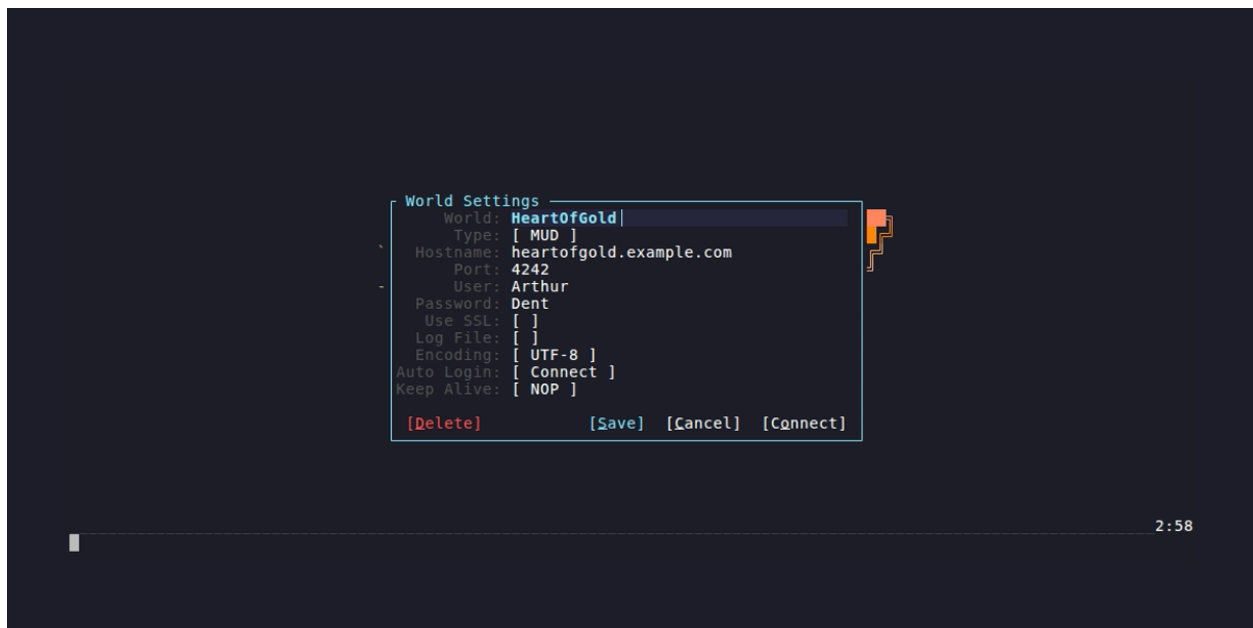 World Settings
World: HeartOfGold
Type: [ MUD ]
Hostname: heartofgold.example.com
Port: 4242
User: Arthur
Password: Dent
Use SSL: [ ]
Log File: [ ]
Encoding: [ UTF-8 ]
Auto Login: [ Connect ]
Keep Alive: [ NOP ]
[Delete] [Save] [Cancel] [Connect]
2:58